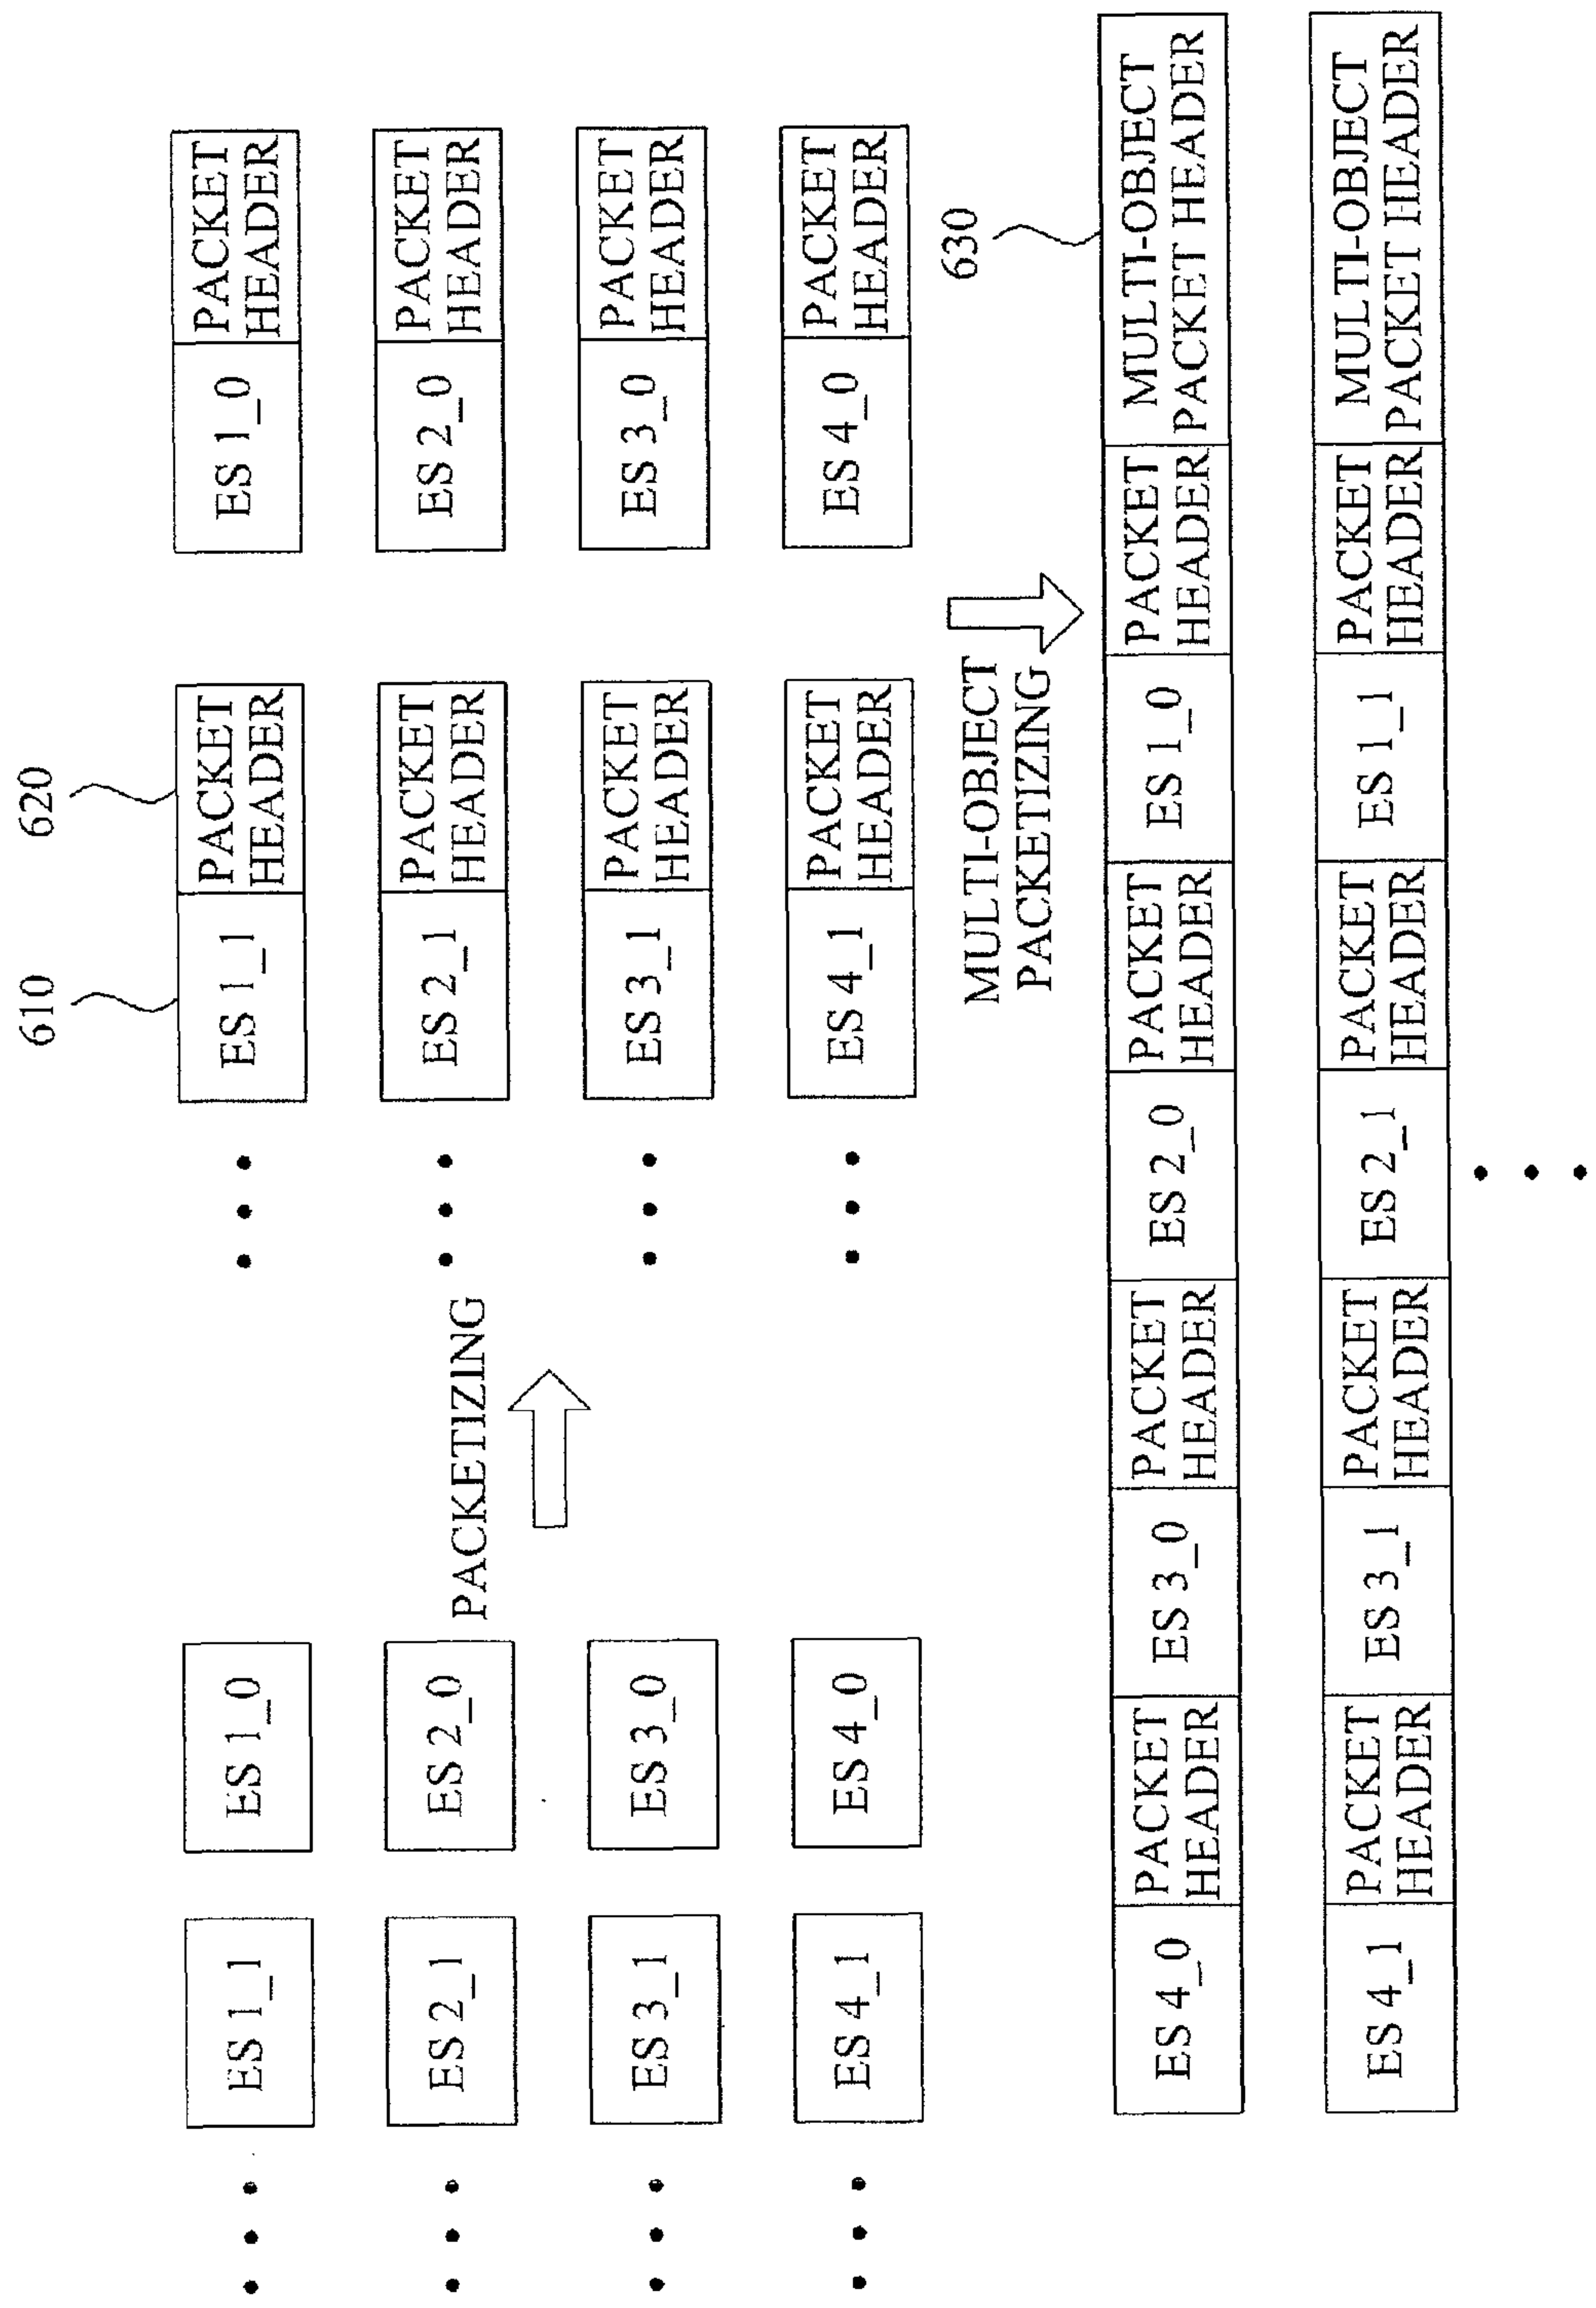 610
620
ES 1_1
ES 1_0
ES 1_1
PACKET
HEADER
ES 1_0
PACKET
HEADER
ES 2_1
ES 2_0
PACKETIZING
ES 2_1
PACKET
HEADER
ES 2_0
PACKET
HEADER
ES 3_1
ES 3_0
ES 3_1
PACKET
HEADER
ES 3_0
PACKET
HEADER
ES 4_1
ES 4_0
ES 4_1
PACKET
HEADER
ES 4_0
PACKET
HEADER
MULTI-OBJECT
PACKETIZING
630
ES 4_0
PACKET
HEADER
ES 3_0
PACKET
HEADER
ES 2_0
PACKET
HEADER
ES 1_0
PACKET
HEADER
MULTI-OBJECT
PACKET HEADER
ES 4_1
PACKET
HEADER
ES 3_1
PACKET
HEADER
ES 2_1
PACKET
HEADER
ES 1_1
PACKET
HEADER
MULTI-OBJECT
PACKET HEADER